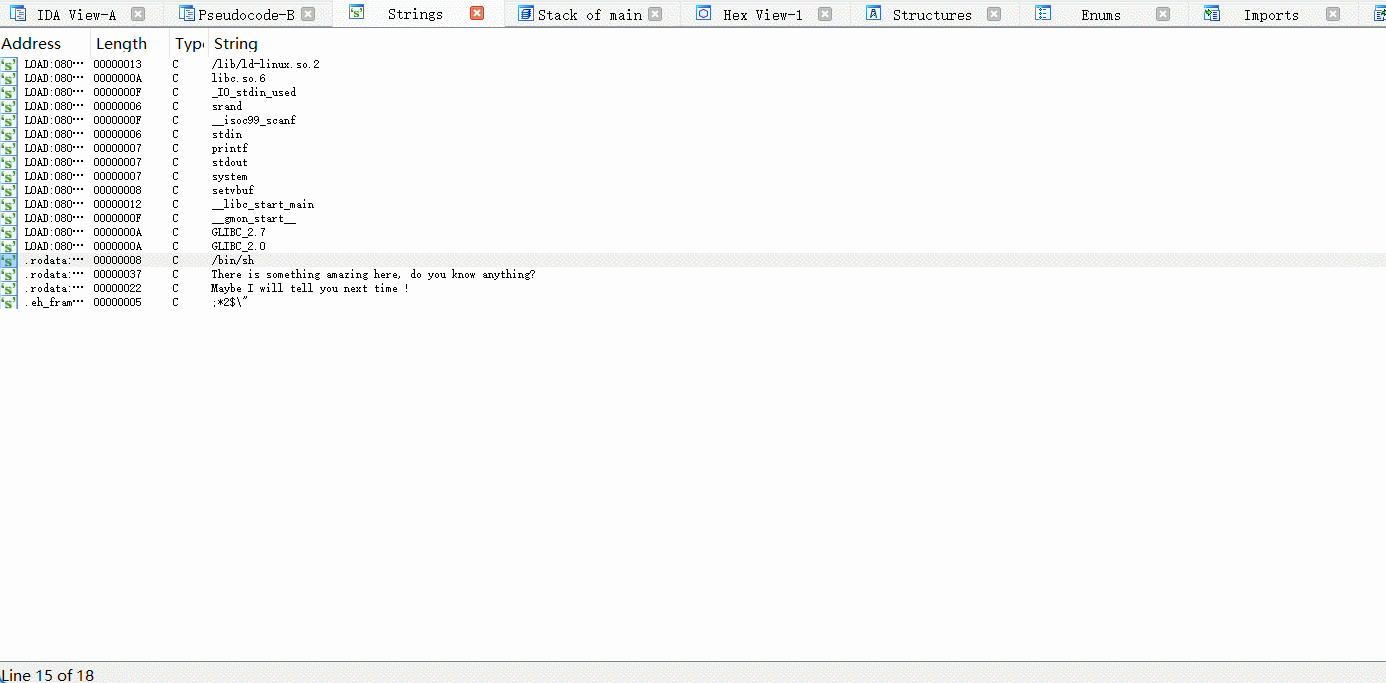 IDA View-A Pseudocode-B Strings Stack of main Hex View-1 Structures Enums Imports
Address Length Type String
's' LOAD:080… 00000013 C /lib/ld-linux.so.2
's' LOAD:080… 0000000A C libc.so.6
's' LOAD:080… 0000000F C _IO_stdin_used
's' LOAD:080… 00000006 C srand
's' LOAD:080… 0000000F C __isoc99_scanf
's' LOAD:080… 00000006 C stdin
's' LOAD:080… 00000007 C printf
's' LOAD:080… 00000007 C stdout
's' LOAD:080… 00000007 C system
's' LOAD:080… 00000008 C setvbuf
's' LOAD:080… 00000012 C __libc_start_main
's' LOAD:080… 0000000F C __gmon_start__
's' LOAD:080… 0000000A C GLIBC_2.7
's' LOAD:080… 0000000A C GLIBC_2.0
's' .rodata:… 00000008 C /bin/sh
's' .rodata:… 00000037 C There is something amazing here, do you know anything?
's' .rodata:… 00000022 C Maybe I will tell you next time !
's' .eh_fram… 00000005 C ;*2$\"
Line 15 of 18